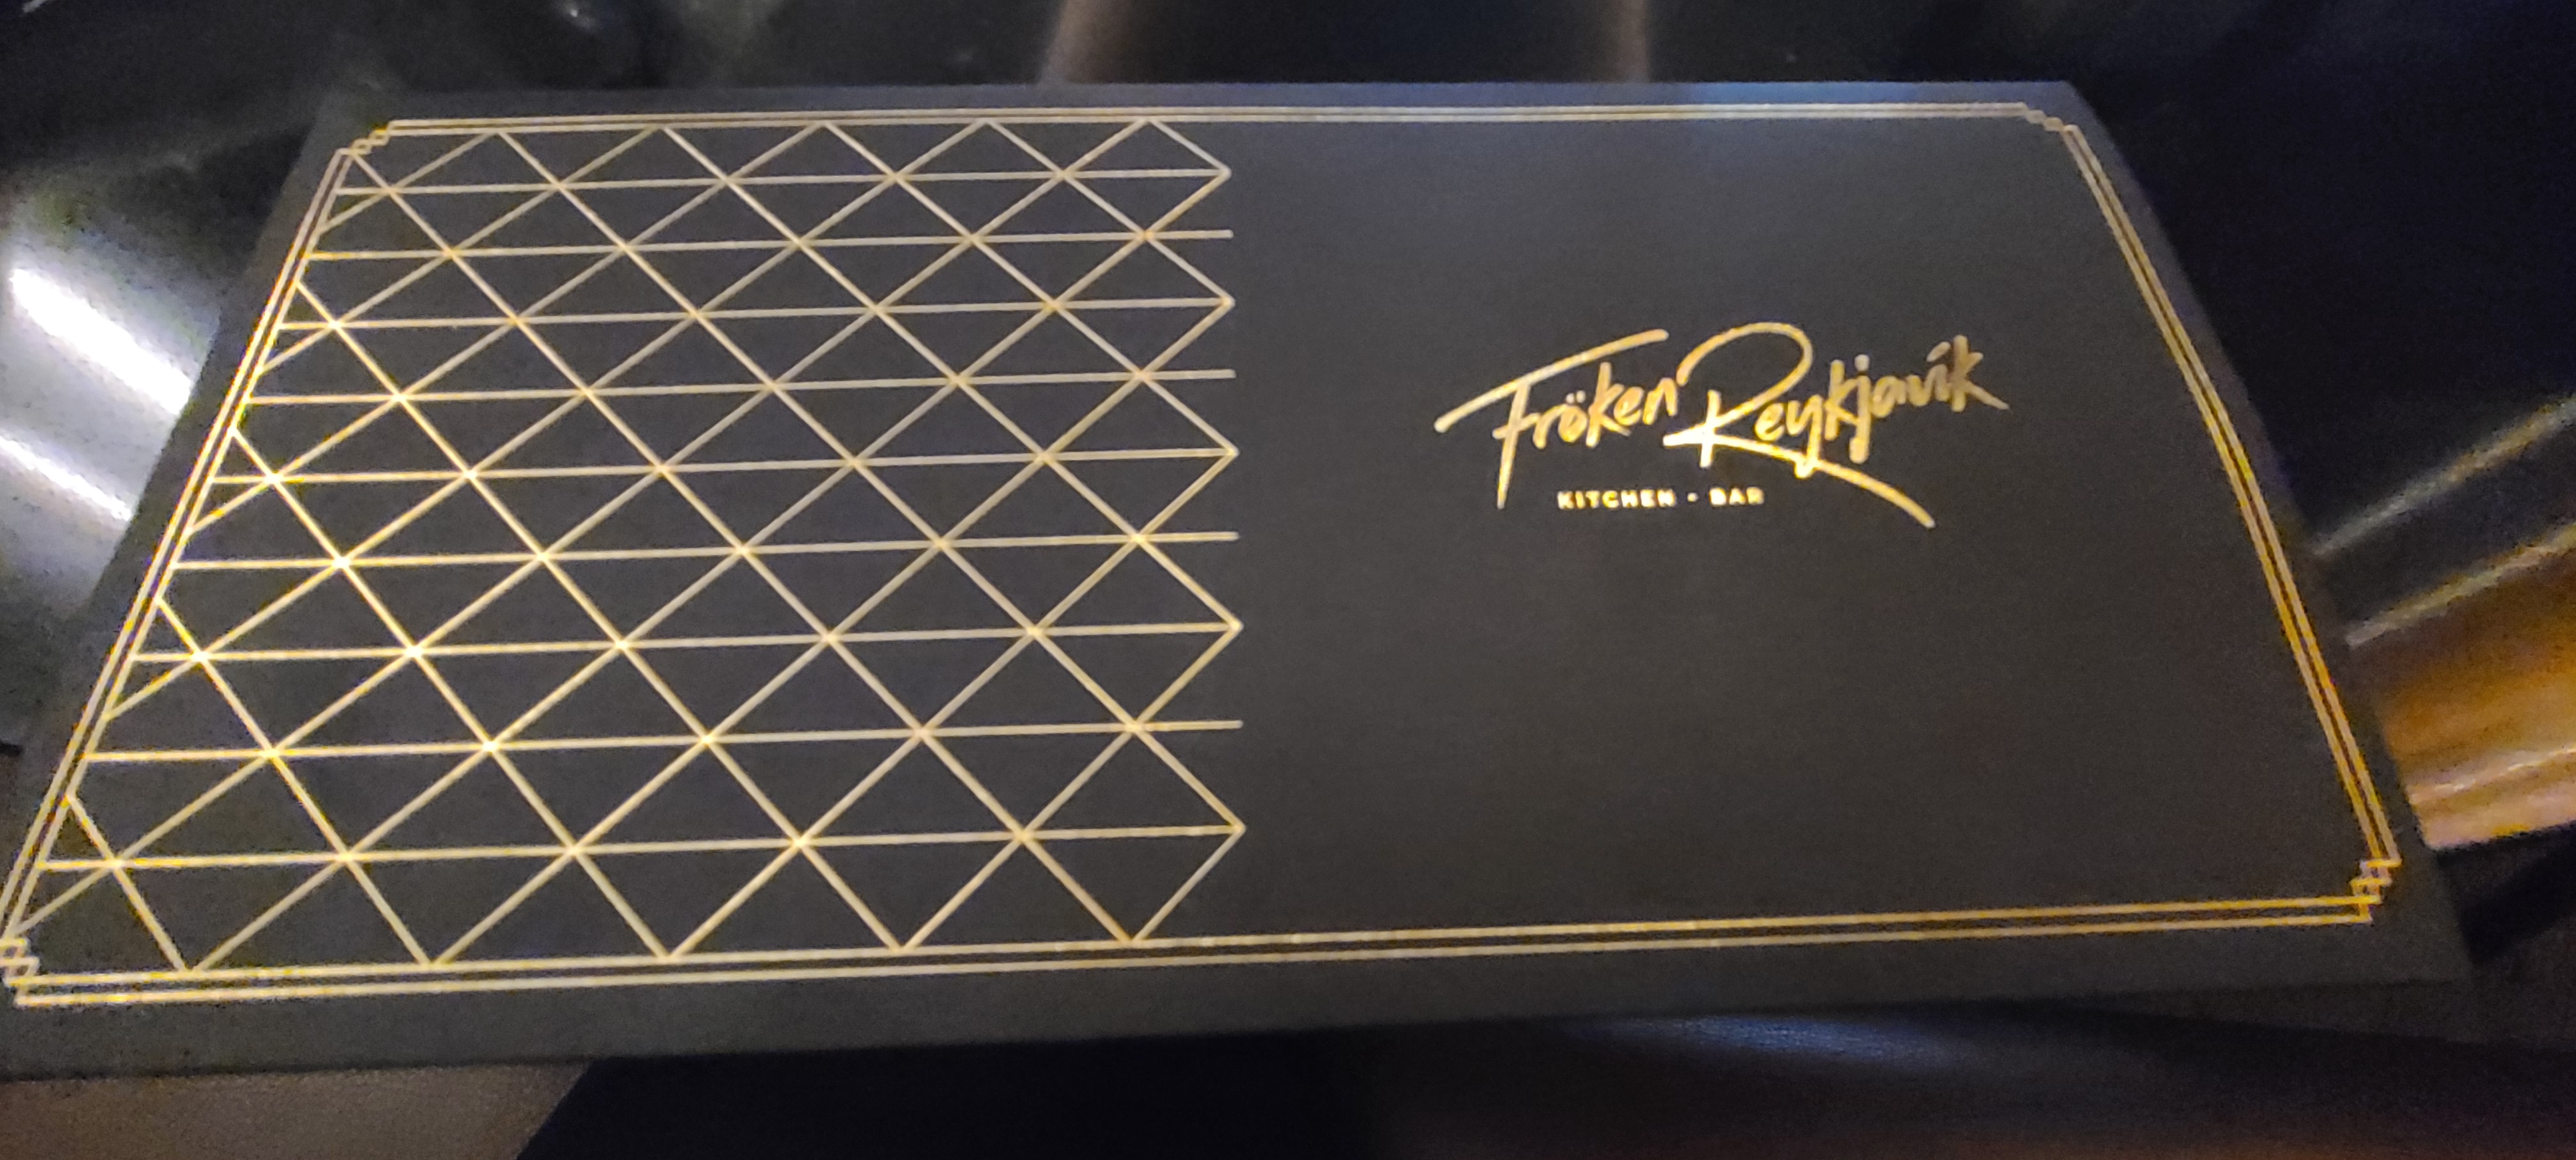 Fröken Reykjavík
KITCHEN • BAR